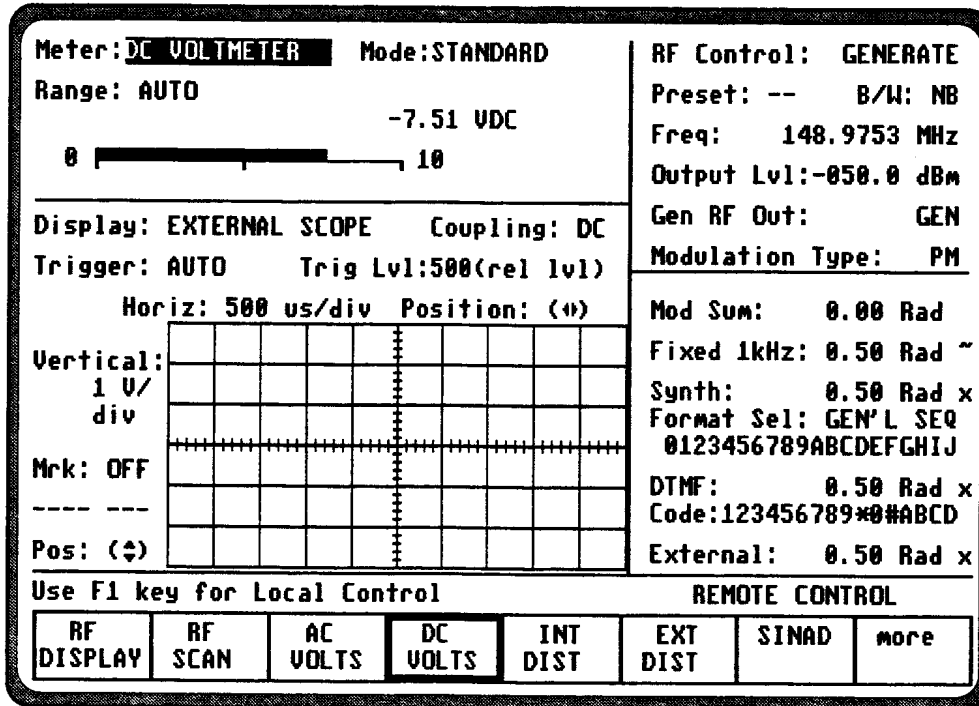 Meter:DC VOLTMETER Mode:STANDARD
Range: AUTO
-7.51 VDC
0 10
Display: EXTERNAL SCOPE Coupling: DC
Trigger: AUTO Trig Lvl:500(rel lvl)
Horiz: 500 us/div Position: (◂▸)
Vertical:
1 V/
div
Mrk: OFF
---- ---
Pos: (▴▾)
RF Control: GENERATE
Preset: -- B/W: NB
Freq: 148.9753 MHz
Output Lvl:-050.0 dBm
Gen RF Out: GEN
Modulation Type: PM
Mod Sum: 0.00 Rad
Fixed 1kHz: 0.50 Rad ~
Synth: 0.50 Rad x
Format Sel: GEN'L SEQ
0123456789ABCDEFGHIJ
DTMF: 0.50 Rad x
Code:123456789*0#ABCD
External: 0.50 Rad x
Use F1 key for Local Control REMOTE CONTROL
RF DISPLAY
RF SCAN
AC VOLTS
DC VOLTS
INT DIST
EXT DIST
SINAD
more